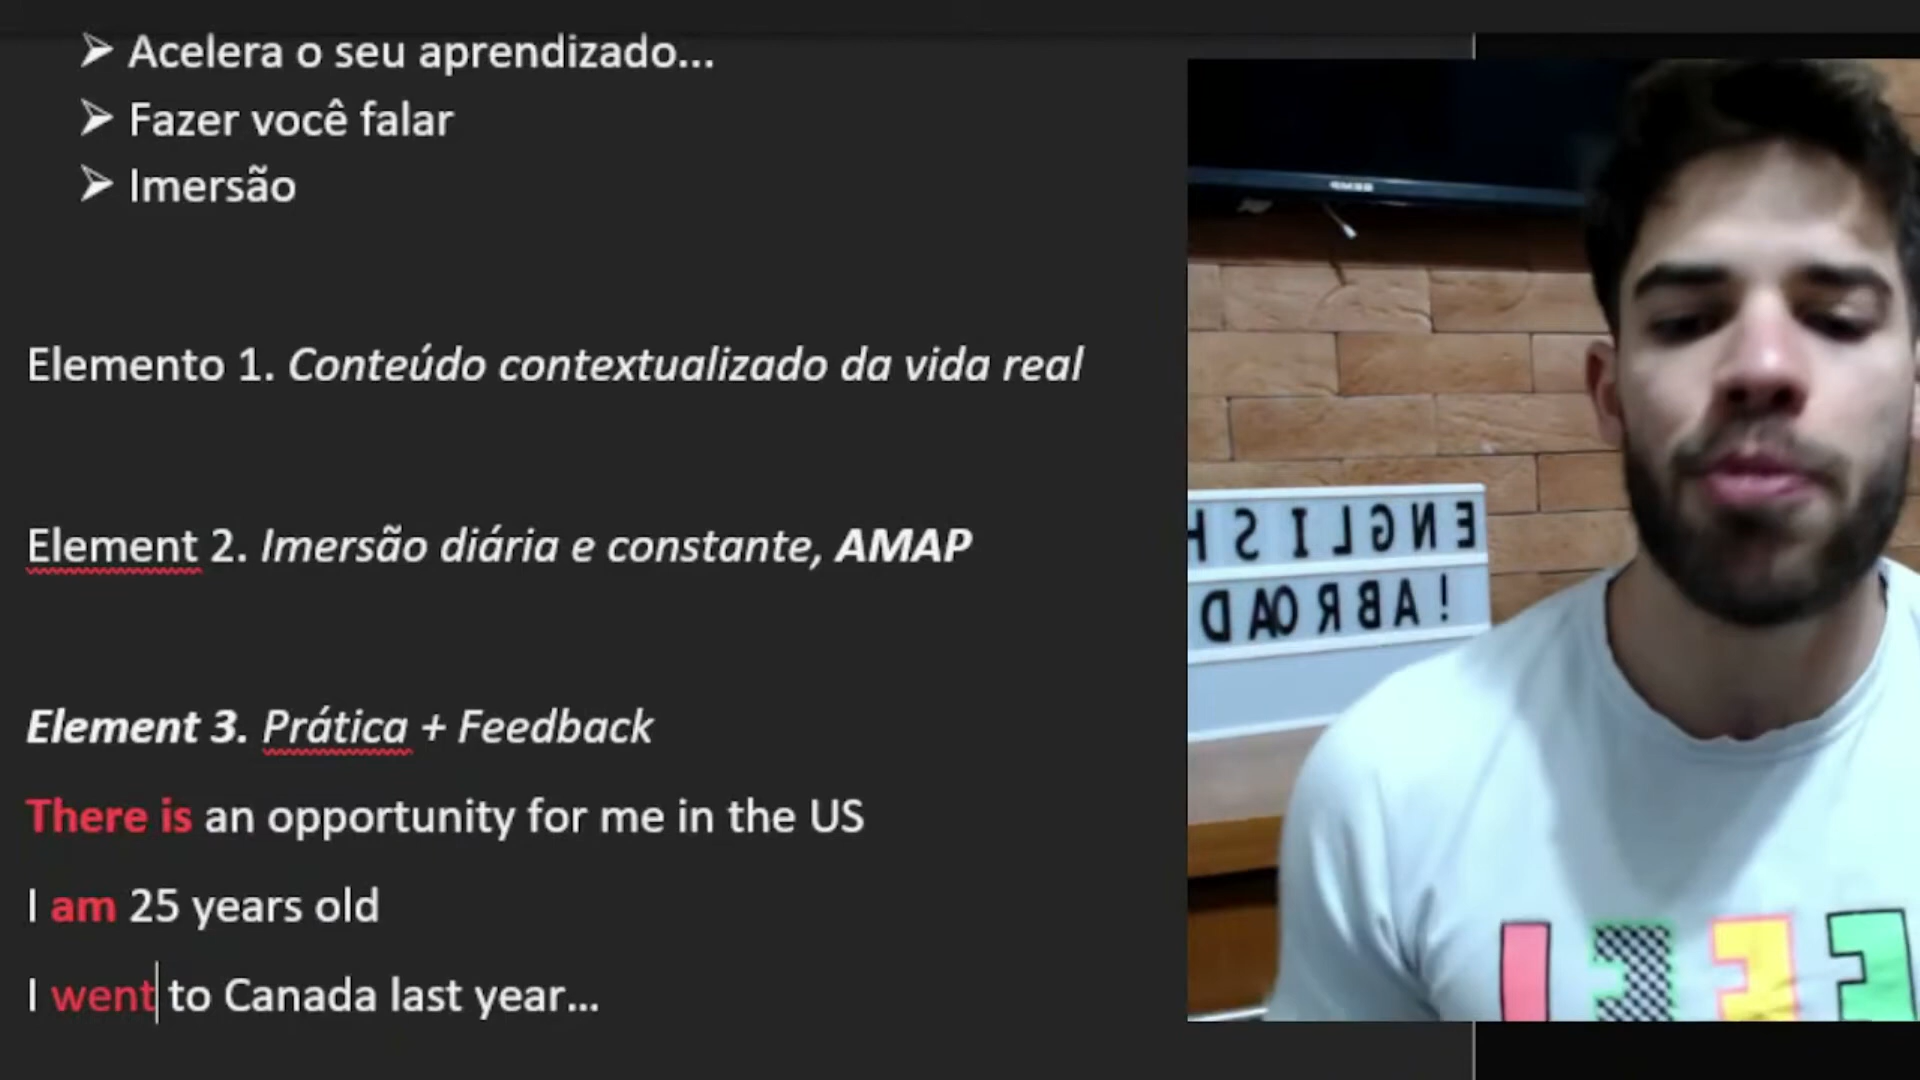 Acelera o seu aprendizado...
Fazer você falar
Imersão
Elemento 1. Conteúdo contextualizado da vida real
Element 2. Imersão diária e constante, AMAP
Element 3. Prática + Feedback
There is an opportunity for me in the US
I am 25 years old
I went to Canada last year...
ENGLISH
!ABROAD